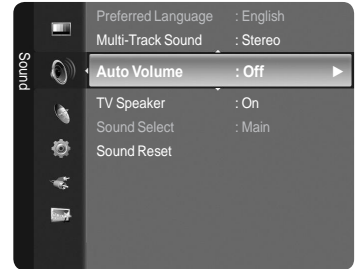 Sound
Preferred Language : English
Multi-Track Sound : Stereo
Auto Volume : Off
TV Speaker : On
Sound Select : Main
Sound Reset